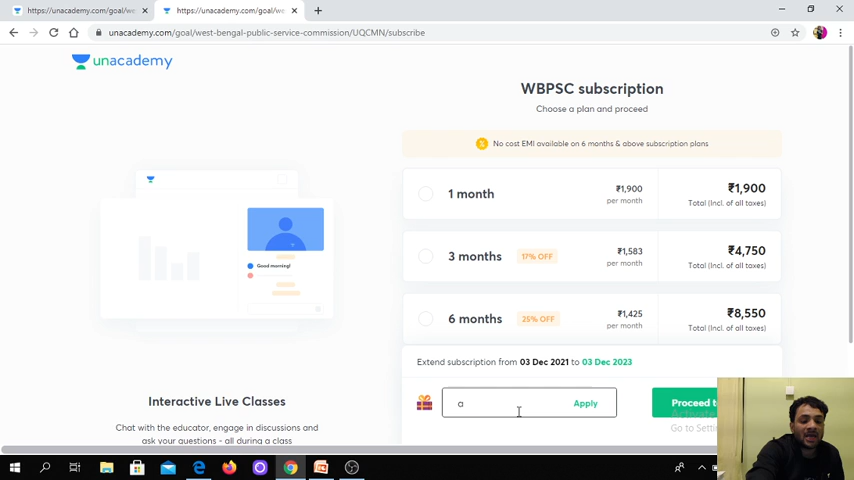 https://unacademy.com/goal/we
https://unacademy.com/goal/we
unacademy.com/goal/west-bengal-public-service-commission/UQCMN/subscribe
unacademy
WBPSC subscription
Choose a plan and proceed
No cost EMI available on 6 months & above subscription plans
1 month
₹1,900
per month
₹1,900
Total (Incl. of all taxes)
3 months
17% OFF
₹1,583
per month
₹4,750
Total (Incl. of all taxes)
6 months
25% OFF
₹1,425
per month
₹8,550
Total (Incl. of all taxes)
Good morning!
Extend subscription from 03 Dec 2021 to 03 Dec 2023
a
Apply
Proceed to
Activate
Go to Settin
Interactive Live Classes
Chat with the educator, engage in discussions and
ask your questions - all during a class